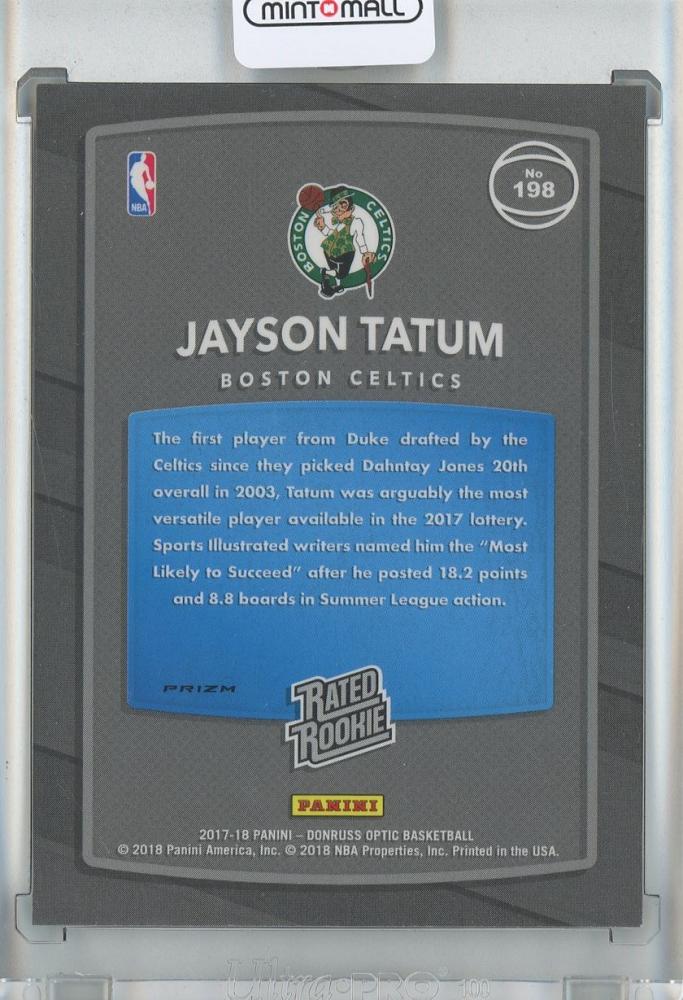 MINTMALL
NBA
No
198
BOSTON CELTICS
JAYSON TATUM
BOSTON CELTICS
The first player from Duke drafted by the
Celtics since they picked Dahntay Jones 20th
overall in 2003, Tatum was arguably the most
versatile player available in the 2017 lottery.
Sports Illustrated writers named him the "Most
Likely to Succeed" after he posted 18.2 points
and 8.8 boards in Summer League action.
PRIZM
RATED
ROOKIE
PANINI
2017-18 PANINI – DONRUSS OPTIC BASKETBALL
© 2018 Panini America, Inc. © 2018 NBA Properties, Inc. Printed in the USA.
Ultra·PRO® 100